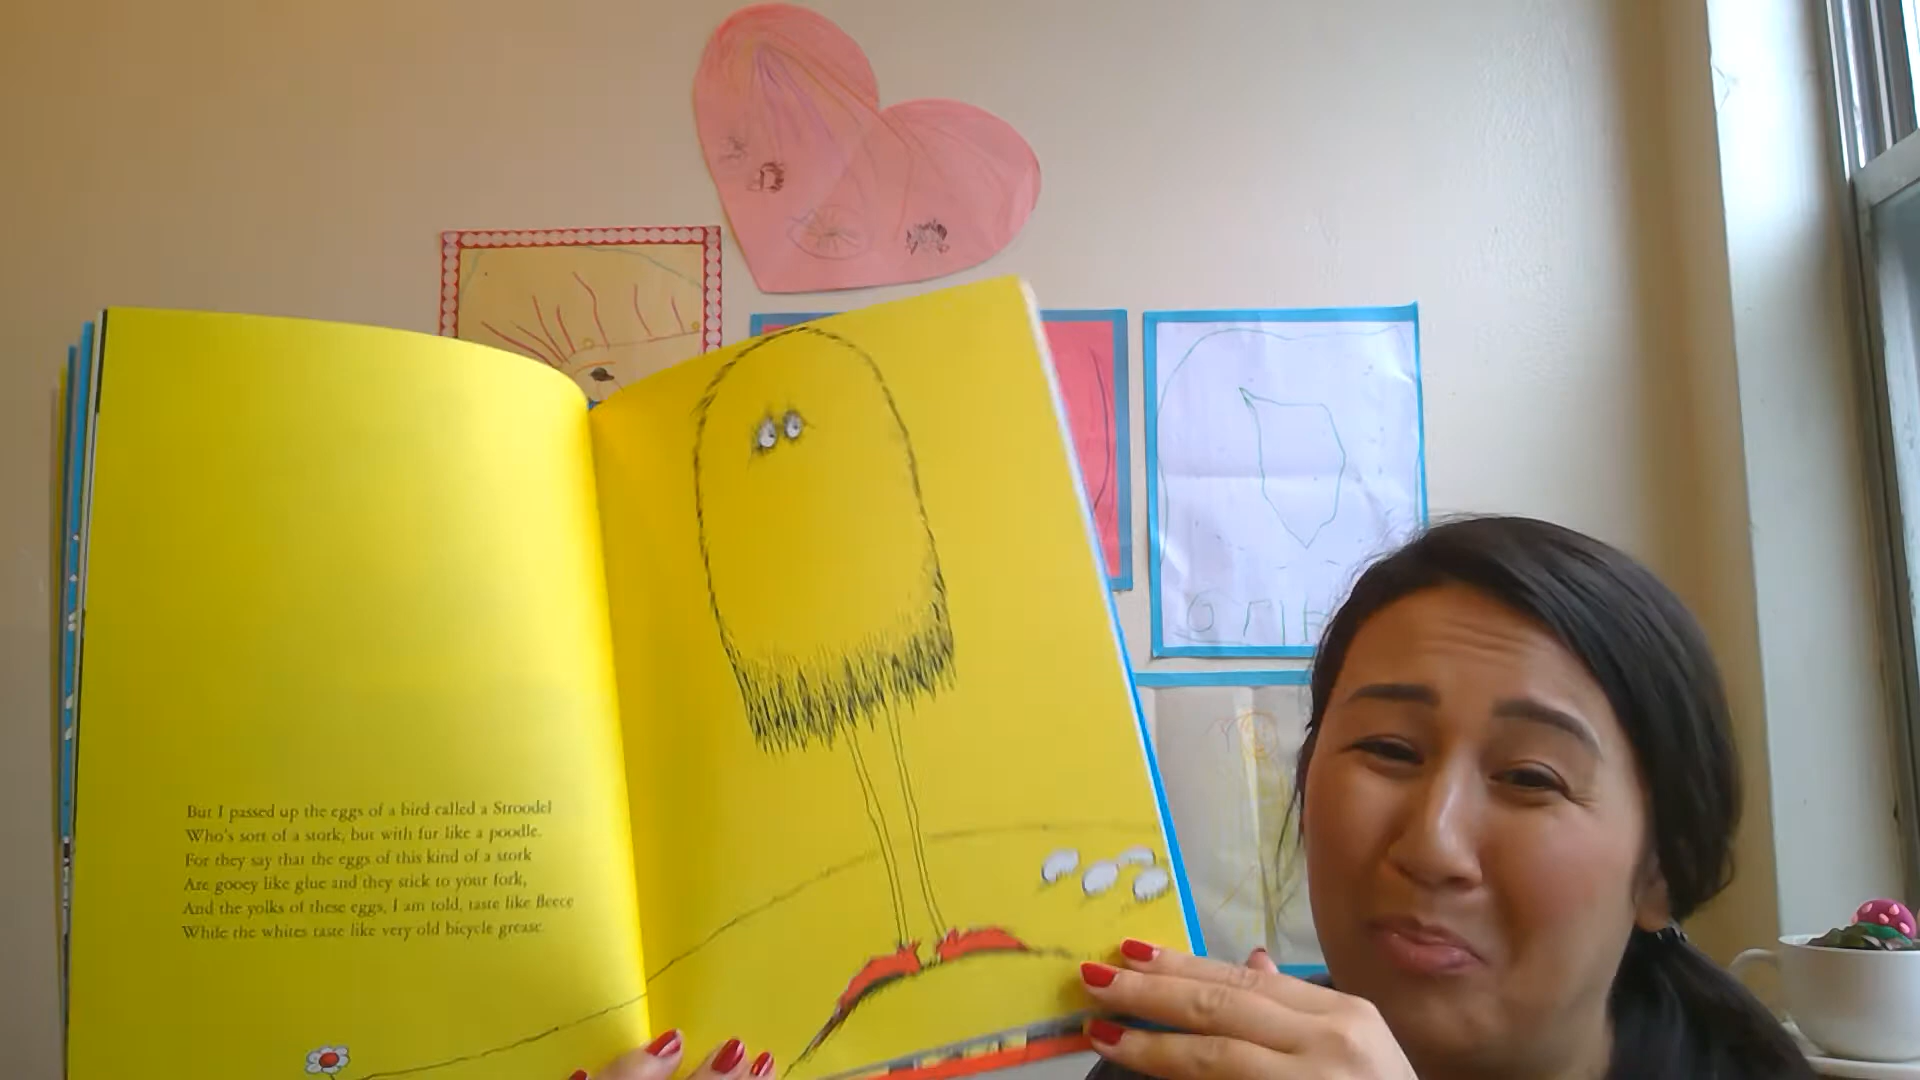 But I passed up the eggs of a bird called a Stroodel
Who's sort of a stork, but with fur like a poodle.
For they say that the eggs of this kind of a stork
Are gooey like glue and they stick to your fork,
And the yolks of these eggs, I am told, taste like fleece
While the whites taste like very old bicycle grease.